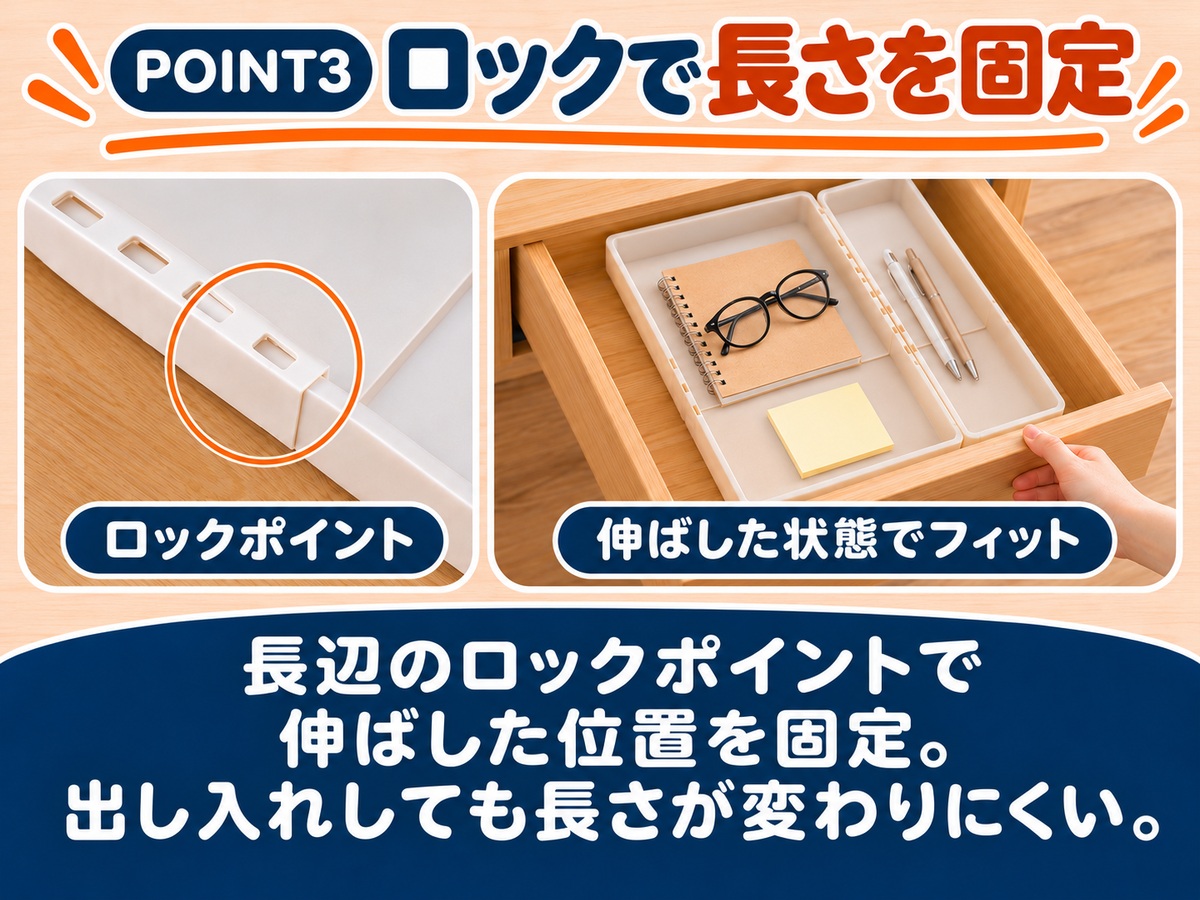 POINT3 ロックで長さを固定
ロックポイント
伸ばした状態でフィット
長辺のロックポイントで
伸ばした位置を固定。
出し入れしても長さが変わりにくい。